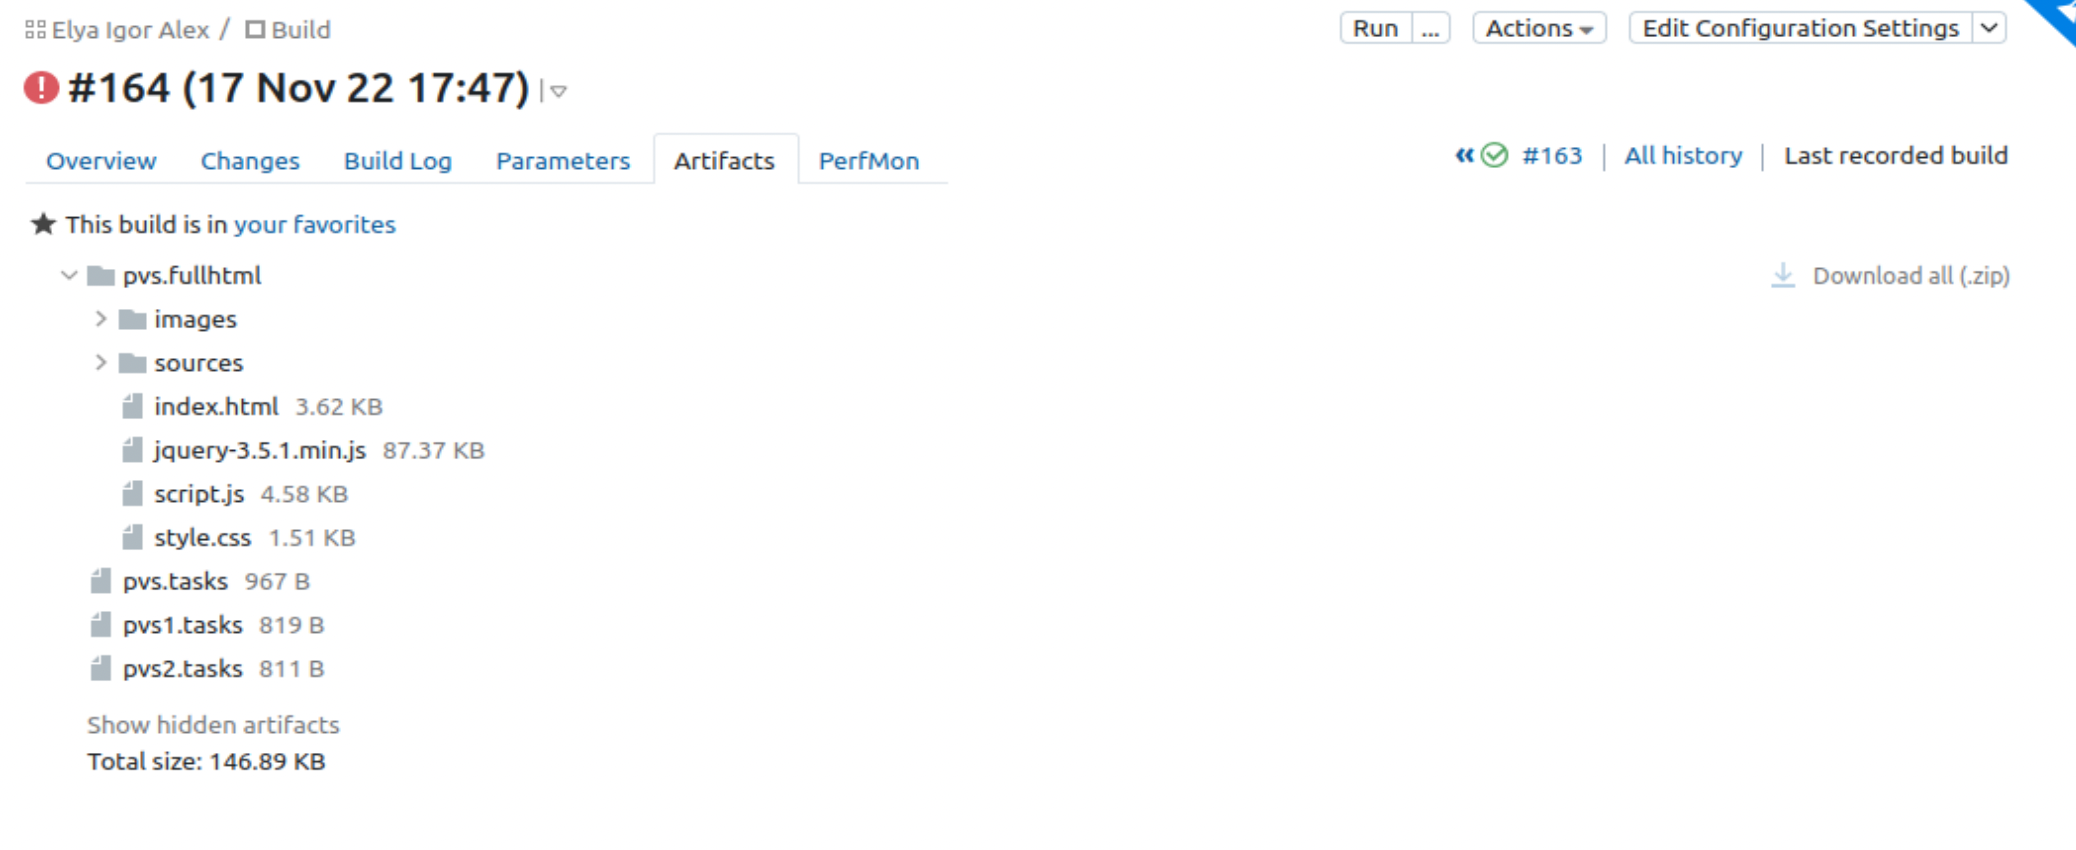 Elya Igor Alex / Build
Run ... Actions Edit Configuration Settings
#164 (17 Nov 22 17:47)
Overview Changes Build Log Parameters Artifacts PerfMon
« #163 | All history | Last recorded build
This build is in your favorites
pvs.fullhtml
Download all (.zip)
images
sources
index.html 3.62 KB
jquery-3.5.1.min.js 87.37 KB
script.js 4.58 KB
style.css 1.51 KB
pvs.tasks 967 B
pvs1.tasks 819 B
pvs2.tasks 811 B
Show hidden artifacts
Total size: 146.89 KB